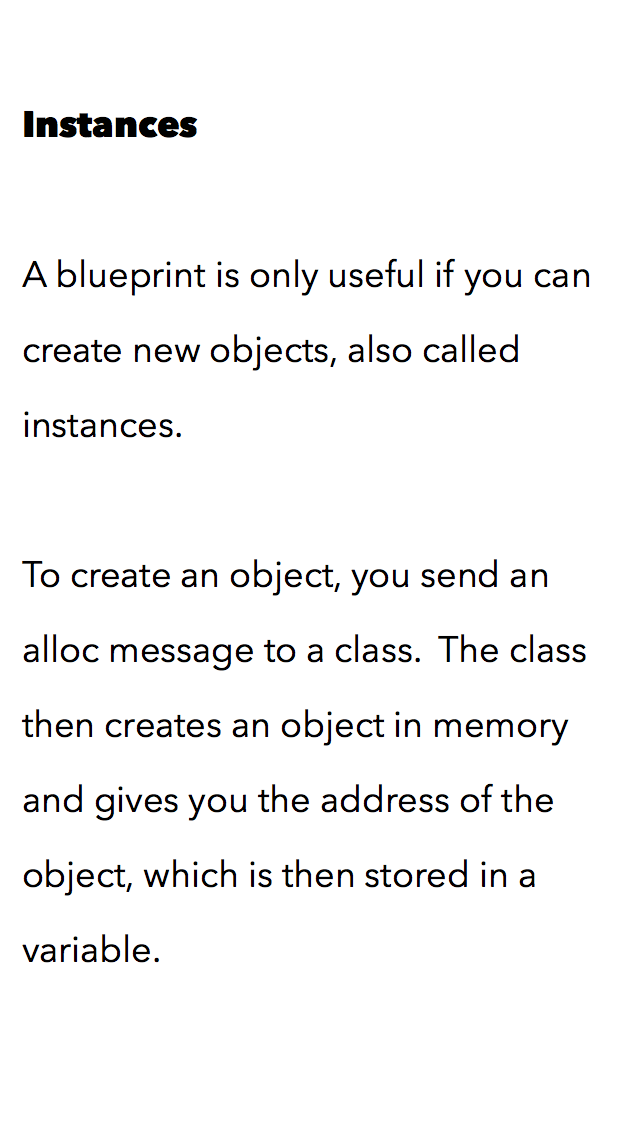 Instances
A blueprint is only useful if you can
create new objects, also called
instances.
To create an object, you send an
alloc message to a class.  The class
then creates an object in memory
and gives you the address of the
object, which is then stored in a
variable.